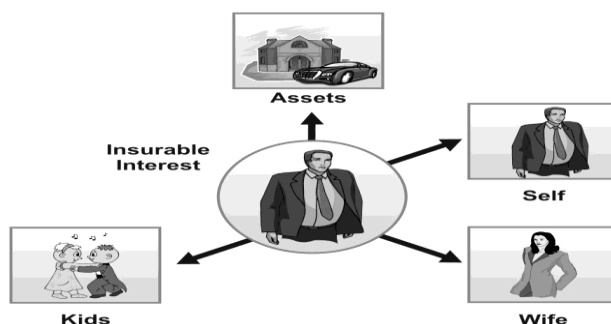 Assets
Insurable
Interest
Self
Kids
Wife